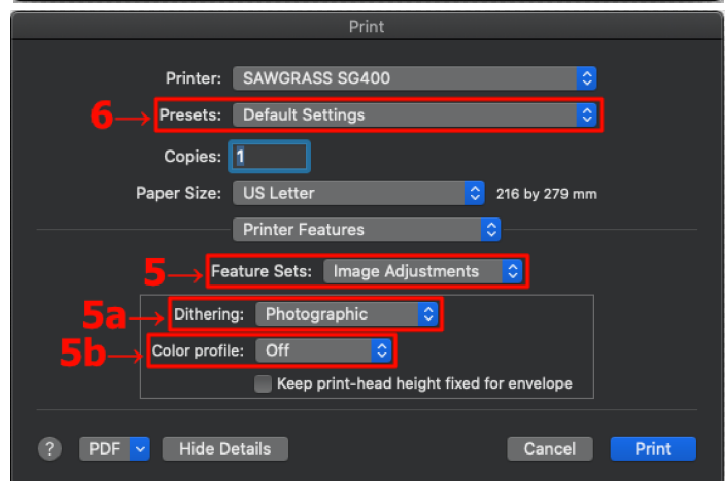 Print
Printer: SAWGRASS SG400
6→ Presets: Default Settings
Copies: 1
Paper Size: US Letter 216 by 279 mm
Printer Features
5→ Feature Sets: Image Adjustments
5a→ Dithering: Photographic
5b→ Color profile: Off
Keep print-head height fixed for envelope
? PDF Hide Details Cancel Print